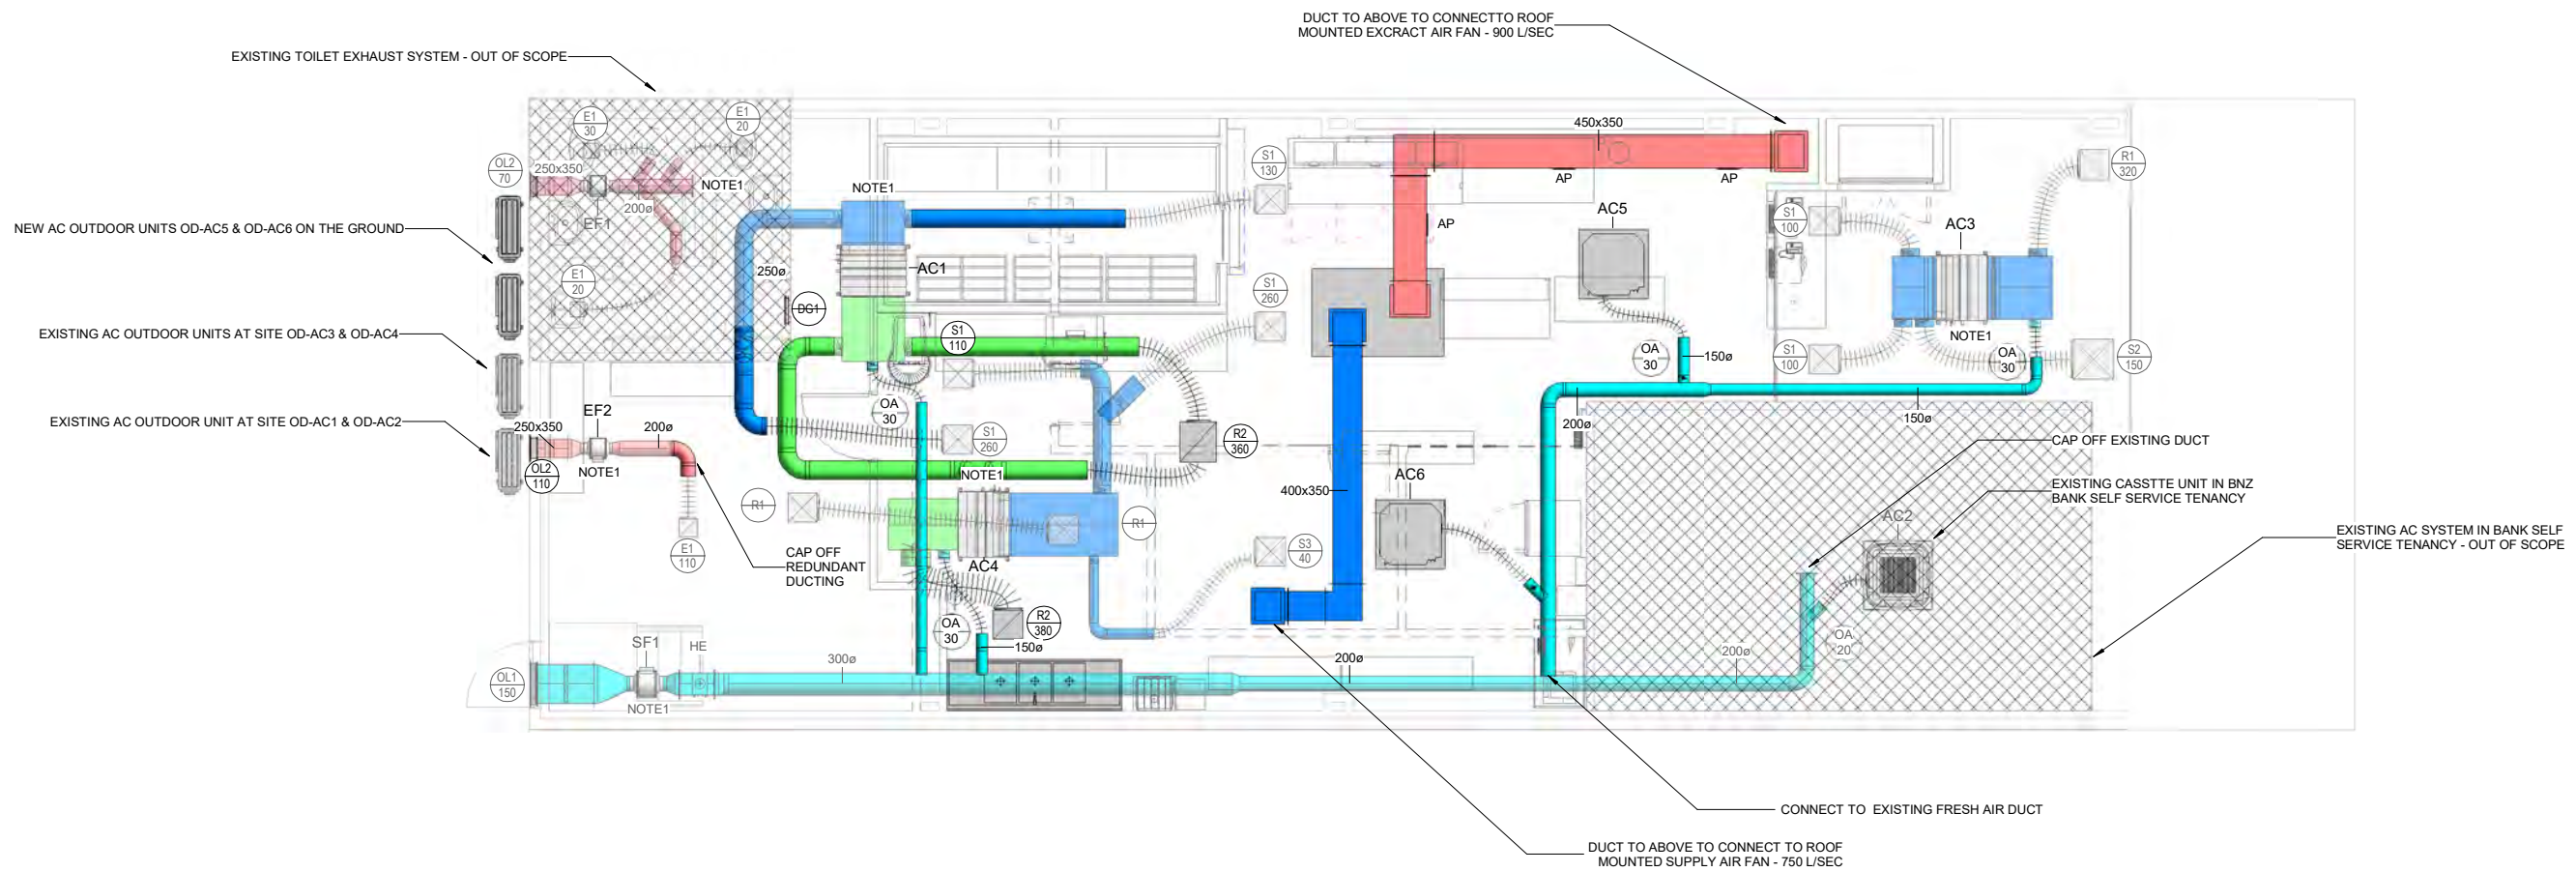 DUCT TO ABOVE TO CONNECTTO ROOF
MOUNTED EXCRACT AIR FAN - 900 L/SEC
EXISTING TOILET EXHAUST SYSTEM - OUT OF SCOPE
E1
30
E1
20
450x350
OL2
70
250x350
NOTE1
NOTE1
S1
130
AP
AP
R1
320
200ø
EF1
AC5
S1
100
AC3
NEW AC OUTDOOR UNITS OD-AC5 & OD-AC6 ON THE GROUND
AP
250ø
AC1
E1
20
DG1
S1
260
EXISTING AC OUTDOOR UNITS AT SITE OD-AC3 & OD-AC4
S1
110
NOTE1
OA
30
150ø
S1
100
OA
30
S2
150
EXISTING AC OUTDOOR UNIT AT SITE OD-AC1 & OD-AC2
EF2
250x350
200ø
OA
30
S1
260
R2
360
200ø
150ø
CAP OFF EXISTING DUCT
OL2
110
NOTE1
NOTE1
AC6
400x350
EXISTING CASSTTE UNIT IN BNZ
BANK SELF SERVICE TENANCY
R1
R1
AC2
EXISTING AC SYSTEM IN BANK SELF
SERVICE TENANCY - OUT OF SCOPE
E1
110
CAP OFF
REDUNDANT
DUCTING
AC4
S3
40
OA
30
R2
380
SF1
HE
150ø
OA
20
300ø
200ø
200ø
OL1
150
NOTE1
CONNECT TO EXISTING FRESH AIR DUCT
DUCT TO ABOVE TO CONNECT TO ROOF
MOUNTED SUPPLY AIR FAN - 750 L/SEC